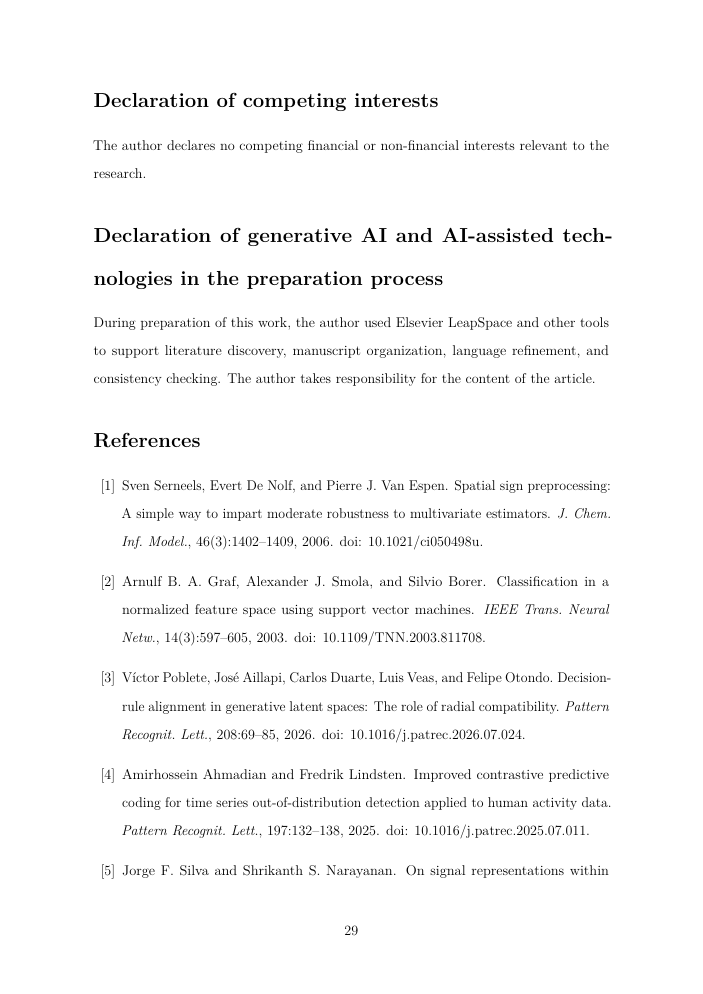 Declaration of competing interests
The author declares no competing financial or non-financial interests relevant to the
research.
Declaration of generative AI and AI-assisted tech-
nologies in the preparation process
During preparation of this work, the author used Elsevier LeapSpace and other tools
to support literature discovery, manuscript organization, language refinement, and
consistency checking. The author takes responsibility for the content of the article.
References
[1] Sven Serneels, Evert De Nolf, and Pierre J. Van Espen. Spatial sign preprocessing:
A simple way to impart moderate robustness to multivariate estimators. J. Chem.
Inf. Model., 46(3):1402–1409, 2006. doi: 10.1021/ci050498u.
[2] Arnulf B. A. Graf, Alexander J. Smola, and Silvio Borer. Classification in a
normalized feature space using support vector machines. IEEE Trans. Neural
Netw., 14(3):597–605, 2003. doi: 10.1109/TNN.2003.811708.
[3] Víctor Poblete, José Aillapi, Carlos Duarte, Luis Veas, and Felipe Otondo. Decision-
rule alignment in generative latent spaces: The role of radial compatibility. Pattern
Recognit. Lett., 208:69–85, 2026. doi: 10.1016/j.patrec.2026.07.024.
[4] Amirhossein Ahmadian and Fredrik Lindsten. Improved contrastive predictive
coding for time series out-of-distribution detection applied to human activity data.
Pattern Recognit. Lett., 197:132–138, 2025. doi: 10.1016/j.patrec.2025.07.011.
[5] Jorge F. Silva and Shrikanth S. Narayanan. On signal representations within
29